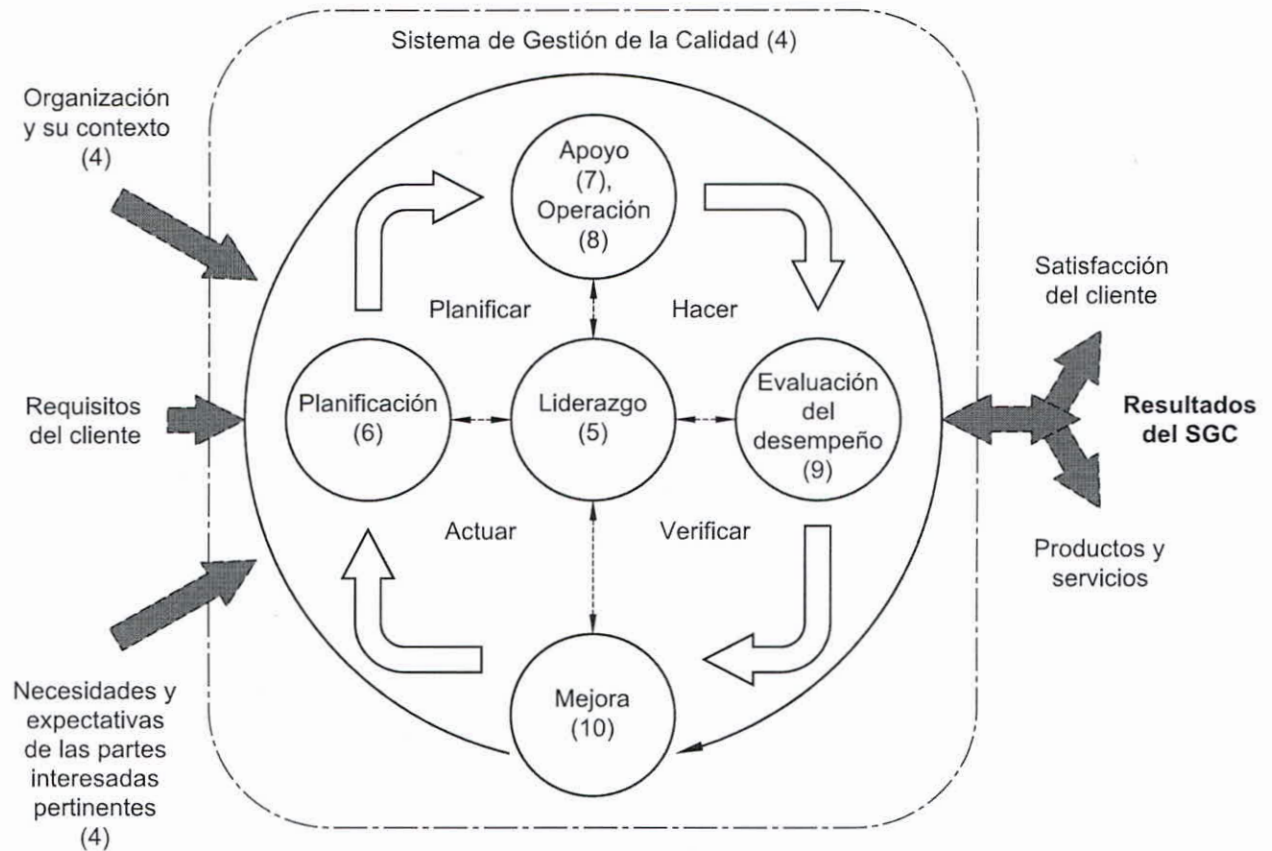 Sistema de Gestión de la Calidad (4)
Organización
y su contexto
(4)
Apoyo
(7),
Operación
(8)
Satisfacción
del cliente
Planificar
Hacer
Requisitos
del cliente
Planificación
(6)
Liderazgo
(5)
Evaluación
del
desempeño
(9)
Resultados
del SGC
Actuar
Verificar
Productos y
servicios
Necesidades y
expectativas
de las partes
interesadas
pertinentes
(4)
Mejora
(10)